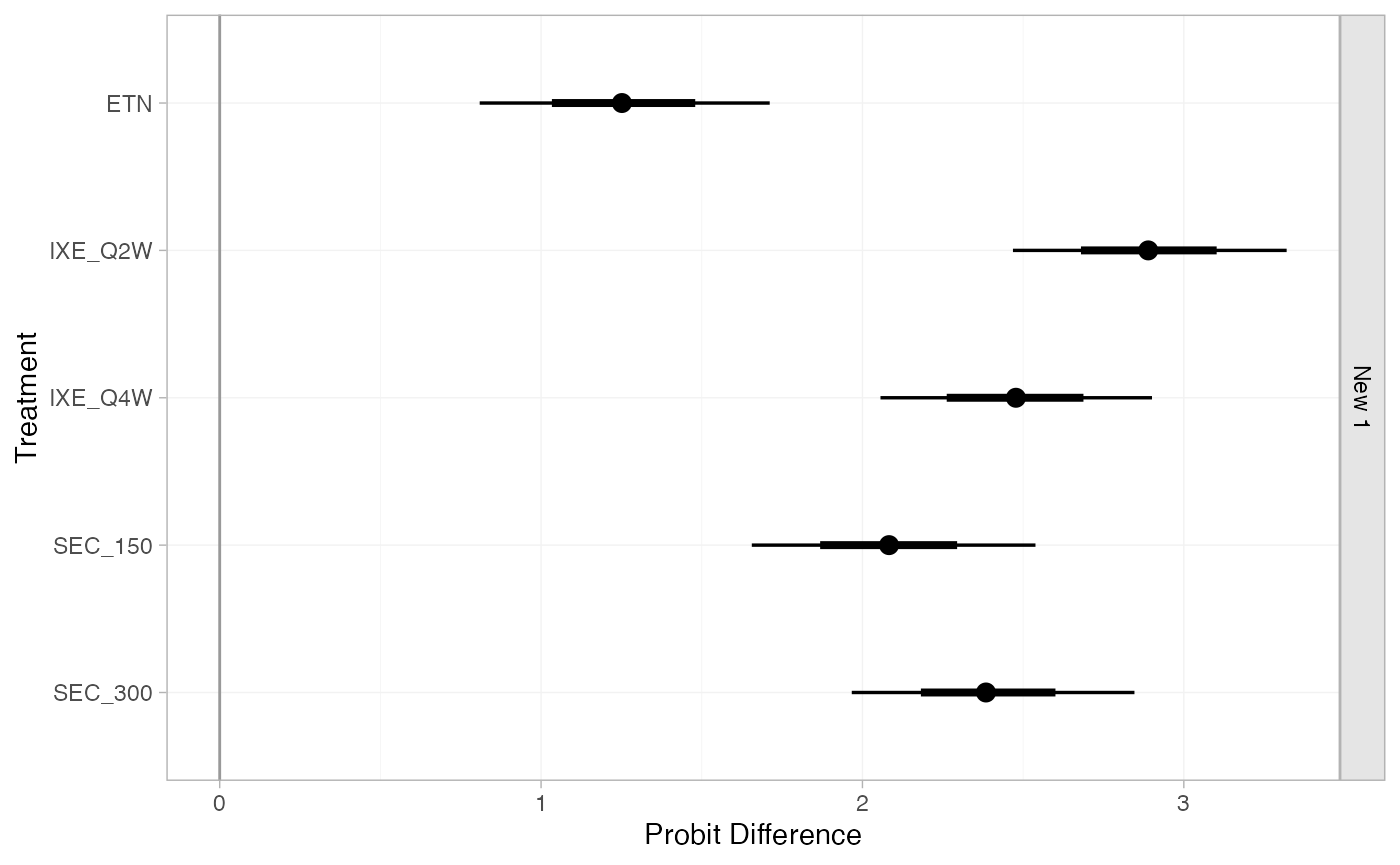 ETN
IXE_Q2W
IXE_Q4W
SEC_150
SEC_300
Treatment
0 1 2 3
Probit Difference
New 1